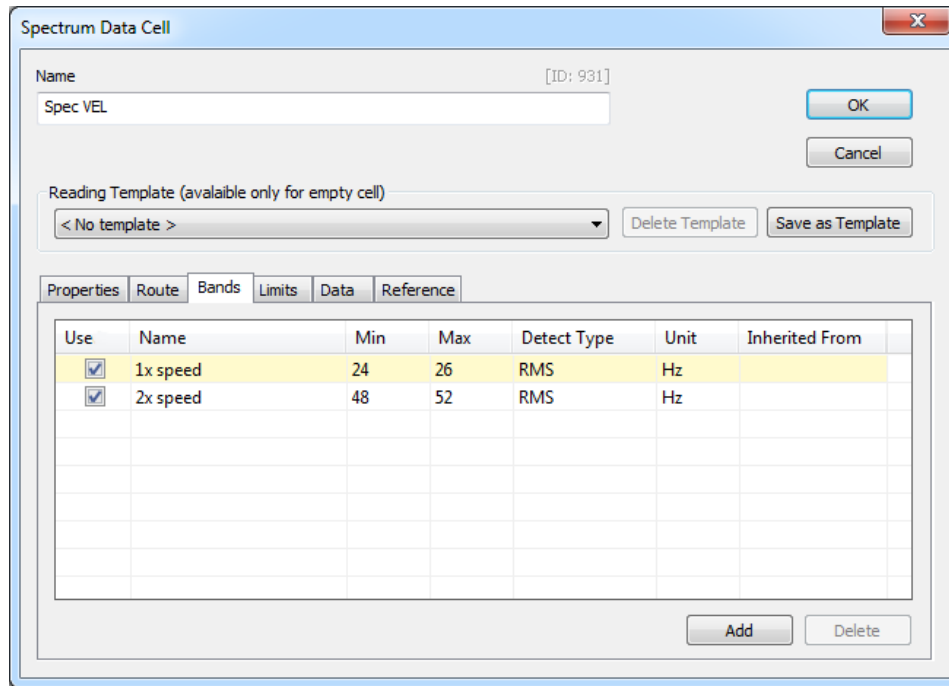 Spectrum Data Cell
Name [ID: 931]
Spec VEL
OK
Cancel
Reading Template (avalaible only for empty cell)
< No template > Delete Template Save as Template
Properties Route Bands Limits Data Reference
Use Name Min Max Detect Type Unit Inherited From
1x speed 24 26 RMS Hz
2x speed 48 52 RMS Hz
Add Delete